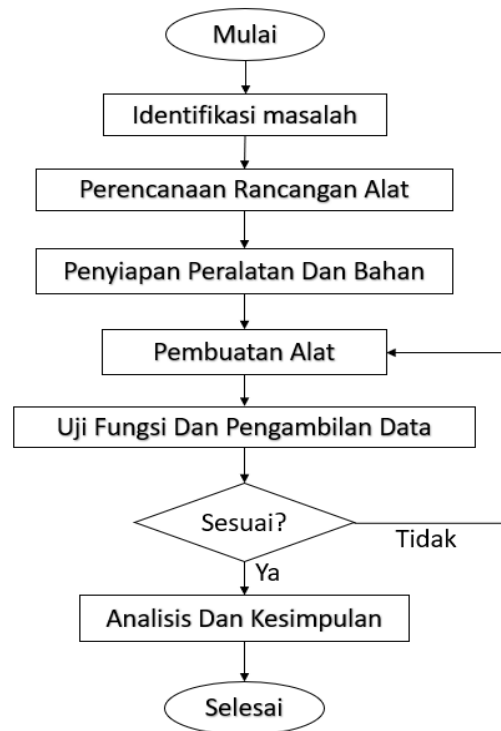 Mulai
Identifikasi masalah
Perencanaan Rancangan Alat
Penyiapan Peralatan Dan Bahan
Pembuatan Alat
Uji Fungsi Dan Pengambilan Data
Sesuai?
Tidak
Ya
Analisis Dan Kesimpulan
Selesai